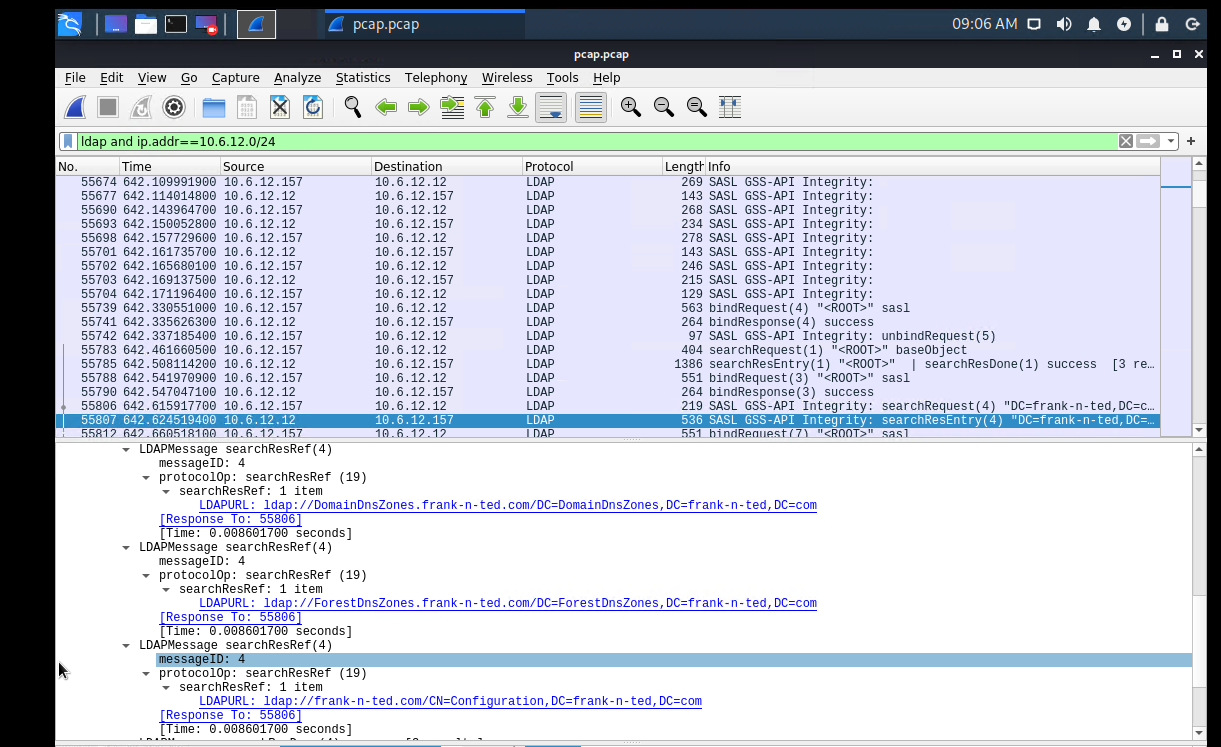 pcap.pcap
09:06 AM
pcap.pcap
File Edit View Go Capture Analyze Statistics Telephony Wireless Tools Help
ldap and ip.addr==10.6.12.0/24
No. Time Source Destination Protocol Length Info
55674 642.109991900 10.6.12.157 10.6.12.12 LDAP 269 SASL GSS-API Integrity:
55677 642.114014800 10.6.12.12 10.6.12.157 LDAP 143 SASL GSS-API Integrity:
55690 642.143964700 10.6.12.157 10.6.12.12 LDAP 268 SASL GSS-API Integrity:
55693 642.150052800 10.6.12.12 10.6.12.157 LDAP 234 SASL GSS-API Integrity:
55698 642.157729600 10.6.12.157 10.6.12.12 LDAP 278 SASL GSS-API Integrity:
55701 642.161735700 10.6.12.12 10.6.12.157 LDAP 143 SASL GSS-API Integrity:
55702 642.165680100 10.6.12.157 10.6.12.12 LDAP 246 SASL GSS-API Integrity:
55703 642.169137500 10.6.12.12 10.6.12.157 LDAP 215 SASL GSS-API Integrity:
55704 642.171196400 10.6.12.157 10.6.12.12 LDAP 129 SASL GSS-API Integrity:
55739 642.330551000 10.6.12.157 10.6.12.12 LDAP 563 bindRequest(4) "<ROOT>" sasl
55741 642.335626300 10.6.12.12 10.6.12.157 LDAP 264 bindResponse(4) success
55742 642.337185400 10.6.12.157 10.6.12.12 LDAP 97 SASL GSS-API Integrity: unbindRequest(5)
55783 642.461660500 10.6.12.157 10.6.12.12 LDAP 404 searchRequest(1) "<ROOT>" baseObject
55785 642.508114200 10.6.12.12 10.6.12.157 LDAP 1386 searchResEntry(1) "<ROOT>" | searchResDone(1) success [3 re…
55788 642.541970900 10.6.12.157 10.6.12.12 LDAP 551 bindRequest(3) "<ROOT>" sasl
55790 642.547047100 10.6.12.12 10.6.12.157 LDAP 264 bindResponse(3) success
55806 642.615917700 10.6.12.157 10.6.12.12 LDAP 219 SASL GSS-API Integrity: searchRequest(4) "DC=frank-n-ted,DC=c…
55807 642.624519400 10.6.12.12 10.6.12.157 LDAP 536 SASL GSS-API Integrity: searchResEntry(4) "DC=frank-n-ted,DC=…
55812 642.660518100 10.6.12.157 10.6.12.12 LDAP 551 bindRequest(7) "<ROOT>" sasl
LDAPMessage searchResRef(4)
messageID: 4
protocolOp: searchResRef (19)
searchResRef: 1 item
LDAPURL: ldap://DomainDnsZones.frank-n-ted.com/DC=DomainDnsZones,DC=frank-n-ted,DC=com
[Response To: 55806]
[Time: 0.008601700 seconds]
LDAPMessage searchResRef(4)
messageID: 4
protocolOp: searchResRef (19)
searchResRef: 1 item
LDAPURL: ldap://ForestDnsZones.frank-n-ted.com/DC=ForestDnsZones,DC=frank-n-ted,DC=com
[Response To: 55806]
[Time: 0.008601700 seconds]
LDAPMessage searchResRef(4)
messageID: 4
protocolOp: searchResRef (19)
searchResRef: 1 item
LDAPURL: ldap://frank-n-ted.com/CN=Configuration,DC=frank-n-ted,DC=com
[Response To: 55806]
[Time: 0.008601700 seconds]